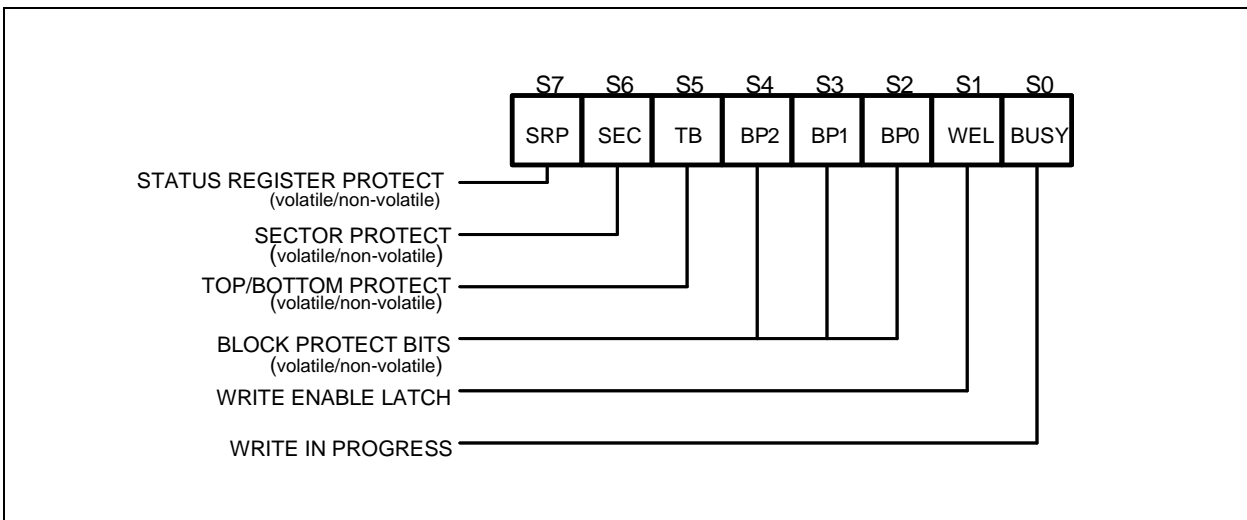 S7 S6 S5 S4 S3 S2 S1 S0
SRP SEC TB BP2 BP1 BP0 WEL BUSY
STATUS REGISTER PROTECT
(volatile/non-volatile)
SECTOR PROTECT
(volatile/non-volatile)
TOP/BOTTOM PROTECT
(volatile/non-volatile)
BLOCK PROTECT BITS
(volatile/non-volatile)
WRITE ENABLE LATCH
WRITE IN PROGRESS